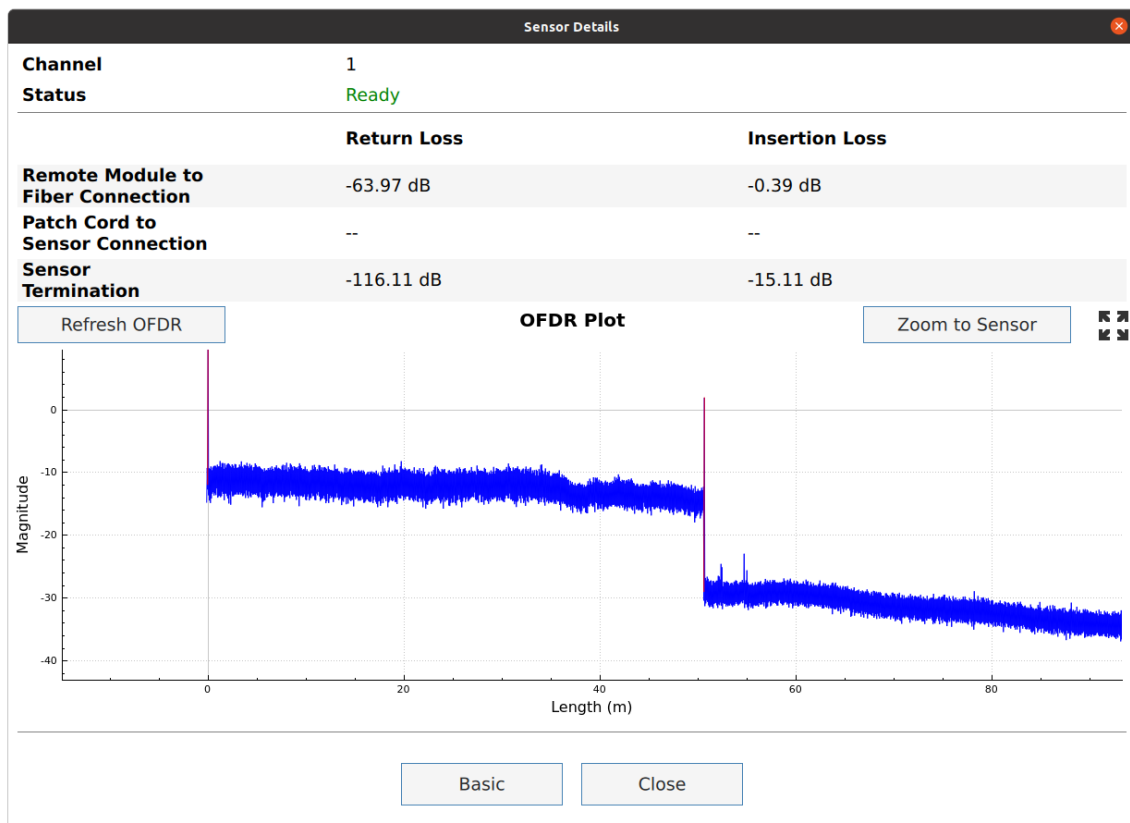 Sensor Details
Channel 1
Status Ready
Return Loss Insertion Loss
Remote Module to
Fiber Connection -63.97 dB -0.39 dB
Patch Cord to
Sensor Connection -- --
Sensor
Termination -116.11 dB -15.11 dB
Refresh OFDR OFDR Plot Zoom to Sensor
0
-10
-20
-30
-40
Magnitude
0 20 40 60 80
Length (m)
Basic Close